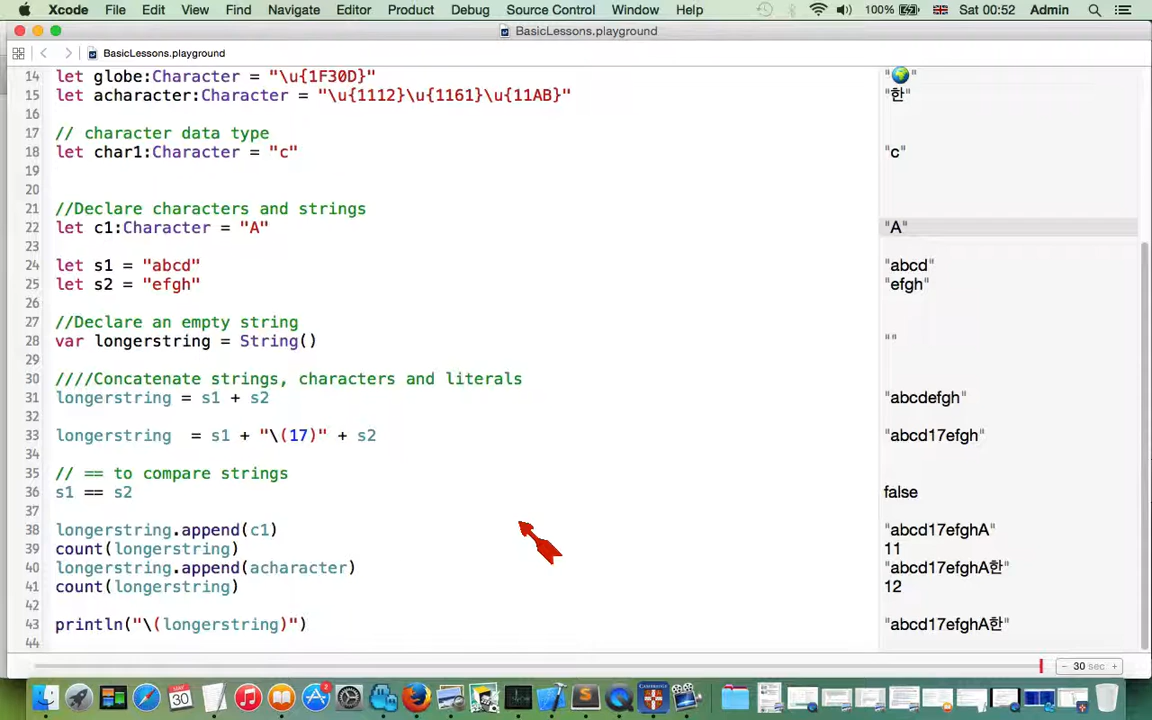 Xcode File Edit View Find Navigate Editor Product Debug Source Control Window Help 100% Sat 00:52 Admin
BasicLessons.playground
BasicLessons.playground
14 let globe:Character = "\u{1F30D}" "🌍"
15 let acharacter:Character = "\u{1112}\u{1161}\u{11AB}" "한"
16
17 // character data type
18 let char1:Character = "c" "c"
19
20
21 //Declare characters and strings
22 let c1:Character = "A" "A"
23
24 let s1 = "abcd" "abcd"
25 let s2 = "efgh" "efgh"
26
27 //Declare an empty string
28 var longerstring = String() ""
29
30 ////Concatenate strings, characters and literals
31 longerstring = s1 + s2 "abcdefgh"
32
33 longerstring  = s1 + "\(17)" + s2 "abcd17efgh"
34
35 // == to compare strings
36 s1 == s2 false
37
38 longerstring.append(c1) "abcd17efghA"
39 count(longerstring) 11
40 longerstring.append(acharacter) "abcd17efghA한"
41 count(longerstring) 12
42
43 println("\(longerstring)") "abcd17efghA한"
44
− 30 sec +
MAY
30
2